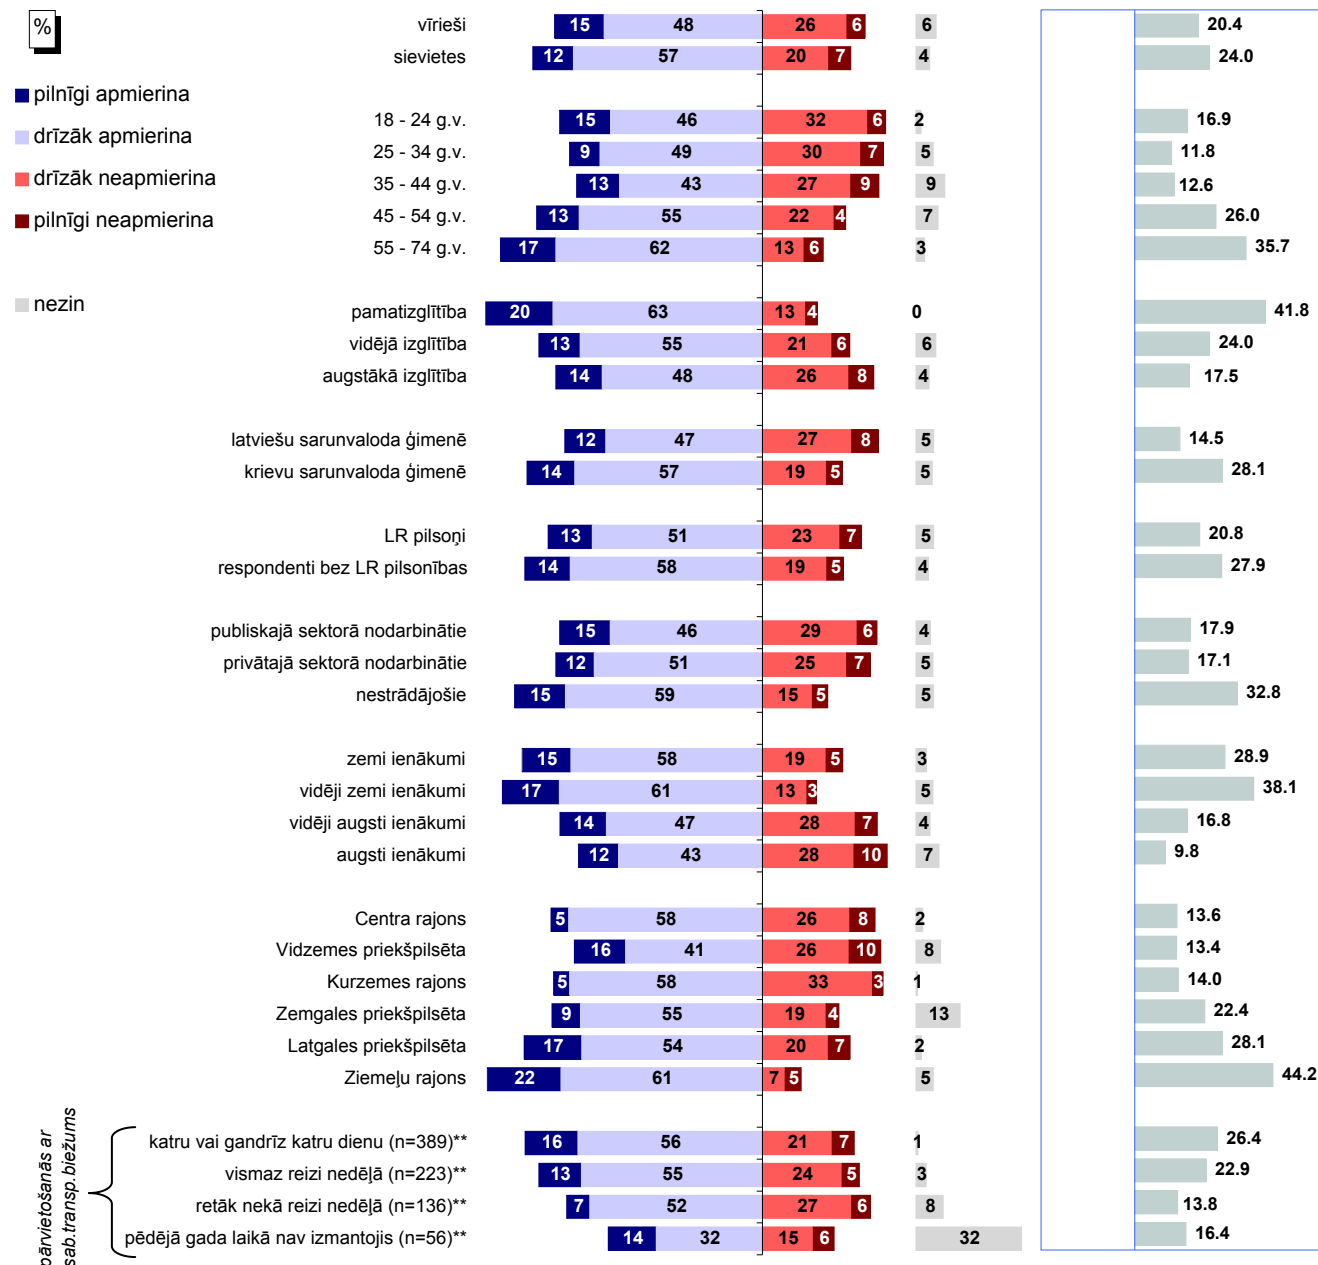 %
pilnīgi apmierina
drīzāk apmierina
drīzāk neapmierina
pilnīgi neapmierina
nezin
vīrieši 15 48 26 6 6 20.4
sievietes 12 57 20 7 4 24.0
18 - 24 g.v. 15 46 32 6 2 16.9
25 - 34 g.v. 9 49 30 7 5 11.8
35 - 44 g.v. 13 43 27 9 9 12.6
45 - 54 g.v. 13 55 22 4 7 26.0
55 - 74 g.v. 17 62 13 6 3 35.7
pamatizglītība 20 63 13 4 0 41.8
vidējā izglītība 13 55 21 6 6 24.0
augstākā izglītība 14 48 26 8 4 17.5
latviešu sarunvaloda ģimenē 12 47 27 8 5 14.5
krievu sarunvaloda ģimenē 14 57 19 5 5 28.1
LR pilsoņi 13 51 23 7 5 20.8
respondenti bez LR pilsonības 14 58 19 5 4 27.9
publiskajā sektorā nodarbinātie 15 46 29 6 4 17.9
privātajā sektorā nodarbinātie 12 51 25 7 5 17.1
nestrādājošie 15 59 15 5 5 32.8
zemi ienākumi 15 58 19 5 3 28.9
vidēji zemi ienākumi 17 61 13 3 5 38.1
vidēji augsti ienākumi 14 47 28 7 4 16.8
augsti ienākumi 12 43 28 10 7 9.8
Centra rajons 5 58 26 8 2 13.6
Vidzemes priekšpilsēta 16 41 26 10 8 13.4
Kurzemes rajons 5 58 33 3 1 14.0
Zemgales priekšpilsēta 9 55 19 4 13 22.4
Latgales priekšpilsēta 17 54 20 7 2 28.1
Ziemeļu rajons 22 61 7 5 5 44.2
pārvietošanās ar
sab.transp.biežums
katru vai gandrīz katru dienu (n=389)** 16 56 21 7 1 26.4
vismaz reizi nedēļā (n=223)** 13 55 24 5 3 22.9
retāk nekā reizi nedēļā (n=136)** 7 52 27 6 8 13.8
pēdējā gada laikā nav izmantojis (n=56)** 14 32 15 6 32 16.4